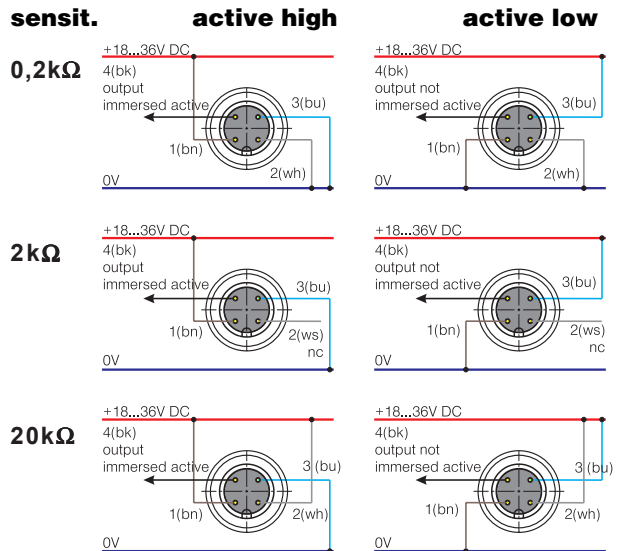 sensit. active high active low
0,2kΩ
+18...36V DC
4(bk)
output
immersed active
3(bu)
1(bn)
2(wh)
0V
+18...36V DC
4(bk)
output not
immersed active
3(bu)
1(bn)
2(wh)
0V
2kΩ
+18...36V DC
4(bk)
output
immersed active
3(bu)
1(bn)
2(ws)
nc
0V
+18...36V DC
4(bk)
output not
immersed active
3(bu)
1(bn)
2(ws)
nc
0V
20kΩ
+18...36V DC
4(bk)
output
immersed active
3 (bu)
1(bn)
2(wh)
0V
+18...36V DC
4(bk)
output not
immersed active
3 (bu)
1(bn)
2(wh)
0V